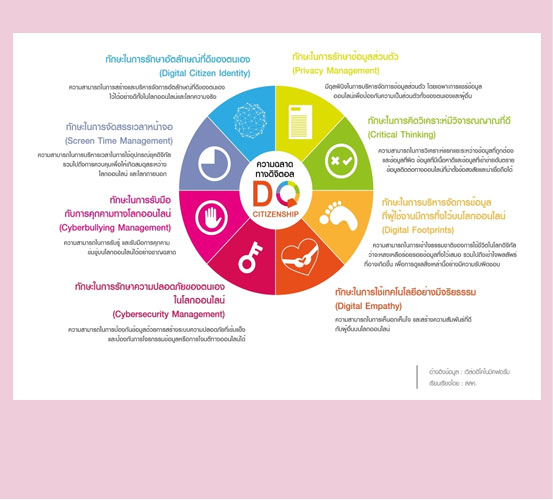 ทักษะในการรักษาอัตลักษณ์ที่ดีของตนเอง
(Digital Citizen Identity)
ความสามารถในการสร้างและบริหารจัดการอัตลักษณ์ที่ดีของตนเอง
ไว้ได้อย่างดีทั้งในโลกออนไลน์และโลกความจริง
ทักษะในการรักษาข้อมูลส่วนตัว
(Privacy Management)
มีดุลพินิจในการบริหารจัดการข้อมูลส่วนตัว โดยเฉพาะการแชร์ข้อมูล
ออนไลน์เพื่อป้องกันความเป็นส่วนตัวทั้งของตนเองและผู้อื่น
ทักษะในการจัดสรรเวลาหน้าจอ
(Screen Time Management)
ความสามารถในการบริหารเวลาในการใช้อุปกรณ์ยุคดิจิทัล
รวมไปถึงการควบคุมเพื่อให้เกิดสมดุลระหว่าง
โลกออนไลน์ และโลกภายนอก
ทักษะในการคิดวิเคราะห์มีวิจารณญาณที่ดี
(Critical Thinking)
ความสามารถในการวิเคราะห์แยกแยะระหว่างข้อมูลที่ถูกต้อง
และข้อมูลที่ผิด ข้อมูลที่มีเนื้อหาดีและข้อมูลที่เข้าข่ายอันตราย
ข้อมูลติดต่อทางออนไลน์ที่น่าตั้งข้อสงสัยและน่าเชื่อถือได้
ความฉลาด
ทางดิจิตอล
DQ
CITIZENSHIP
ทักษะในการรับมือ
กับการคุกคามทางโลกออนไลน์
(Cyberbullying Management)
ความสามารถในการรับรู้ และรับมือการคุกคาม
ข่มขู่บนโลกออนไลน์ได้อย่างชาญฉลาด
ทักษะในการบริหารจัดการข้อมูล
ที่ผู้ใช้งานมีการทิ้งไว้บนโลกออนไลน์
(Digital Footprints)
ความสามารถในการเข้าใจธรรมชาติของการใช้ชีวิตในโลกดิจิทัล
ว่าจะหลงเหลือร่องรอยข้อมูลทิ้งไว้เสมอ รวมไปถึงเข้าใจผลลัพธ์
ที่อาจเกิดขึ้น เพื่อการดูแลสิ่งเหล่านี้อย่างมีความรับผิดชอบ
ทักษะในการรักษาความปลอดภัยของตนเอง
ในโลกออนไลน์
(Cybersecurity Management)
ความสามารถในการป้องกันข้อมูลด้วยการสร้างระบบความปลอดภัยที่เข้มแข็ง
และป้องกันการโจรกรรมข้อมูลหรือการโจมตีทางออนไลน์ได้
ทักษะในการใช้เทคโนโลยีอย่างมีจริยธรรม
(Digital Empathy)
ความสามารถในการเห็นอกเห็นใจ และสร้างความสัมพันธ์ที่ดี
กับผู้อื่นบนโลกออนไลน์
อ้างอิงข้อมูล : เวิล์ดอีโคโนมิคฟอรั่ม
เรียบเรียงโดย : สสค.